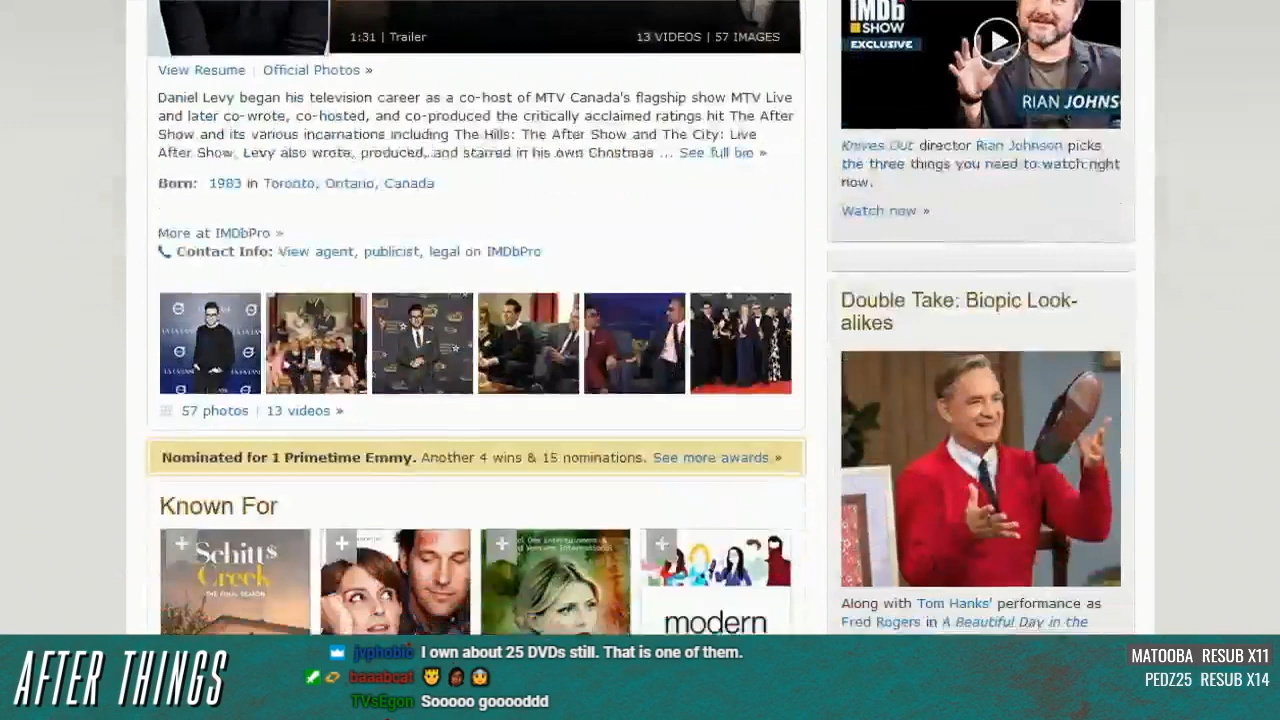 1:31 | Trailer
13 VIDEOS | 57 IMAGES
View Resume | Official Photos »
Daniel Levy began his television career as a co-host of MTV Canada's flagship show MTV Live
and later co-wrote, co-hosted, and co-produced the critically acclaimed ratings hit The After
Show and its various incarnations including The Hills: The After Show and The City: Live
After Show. Levy also wrote, produced, and starred in his own Christmas ... See full bio »
Born: 1983 in Toronto, Ontario, Canada
More at IMDbPro »
Contact Info: View agent, publicist, legal on IMDbPro
57 photos | 13 videos »
Nominated for 1 Primetime Emmy. Another 4 wins & 15 nominations. See more awards »
Known For
Schitt$
Creek
THE FINAL SEASON
modern
IMDb
SHOW
EXCLUSIVE
RIAN JOHNS
Knives Out director Rian Johnson picks
the three things you need to watch right
now.
Watch now »
Double Take: Biopic Look-
alikes
Along with Tom Hanks' performance as
Fred Rogers in A Beautiful Day in the
AFTER THINGS
jvphobic I own about 25 DVDs still. That is one of them.
baaabcat
TVsEgon Sooooo gooooddd
MATOOBA RESUB X11
PEDZ25 RESUB X14